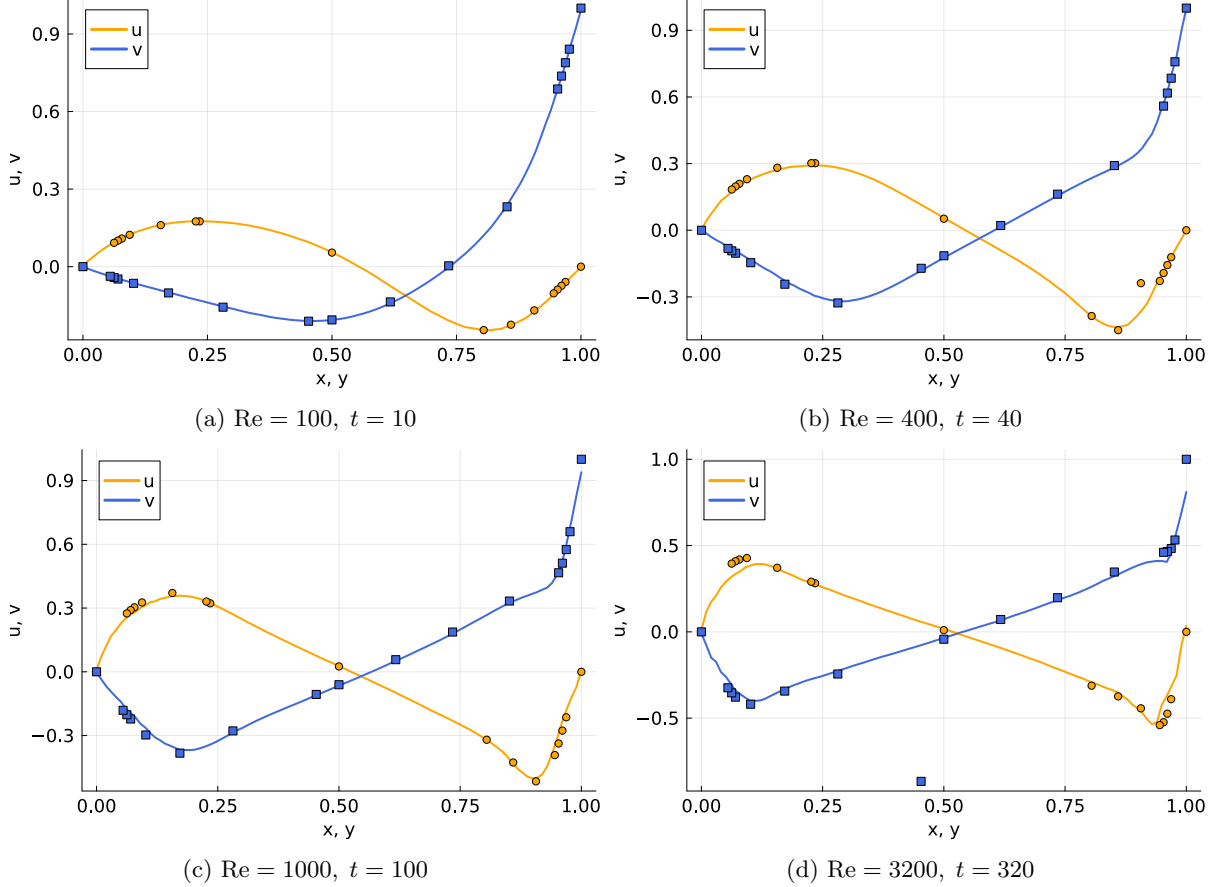 0.9
0.6
0.3
0.0
u, v
u
v
0.00
0.25
0.50
0.75
1.00
x, y
(a) Re = 100, t = 10
0.9
0.6
0.3
0.0
−0.3
u, v
u
v
0.00
0.25
0.50
0.75
1.00
x, y
(b) Re = 400, t = 40
0.9
0.6
0.3
0.0
−0.3
u, v
u
v
0.00
0.25
0.50
0.75
1.00
x, y
(c) Re = 1000, t = 100
1.0
0.5
0.0
−0.5
u, v
u
v
0.00
0.25
0.50
0.75
1.00
x, y
(d) Re = 3200, t = 320